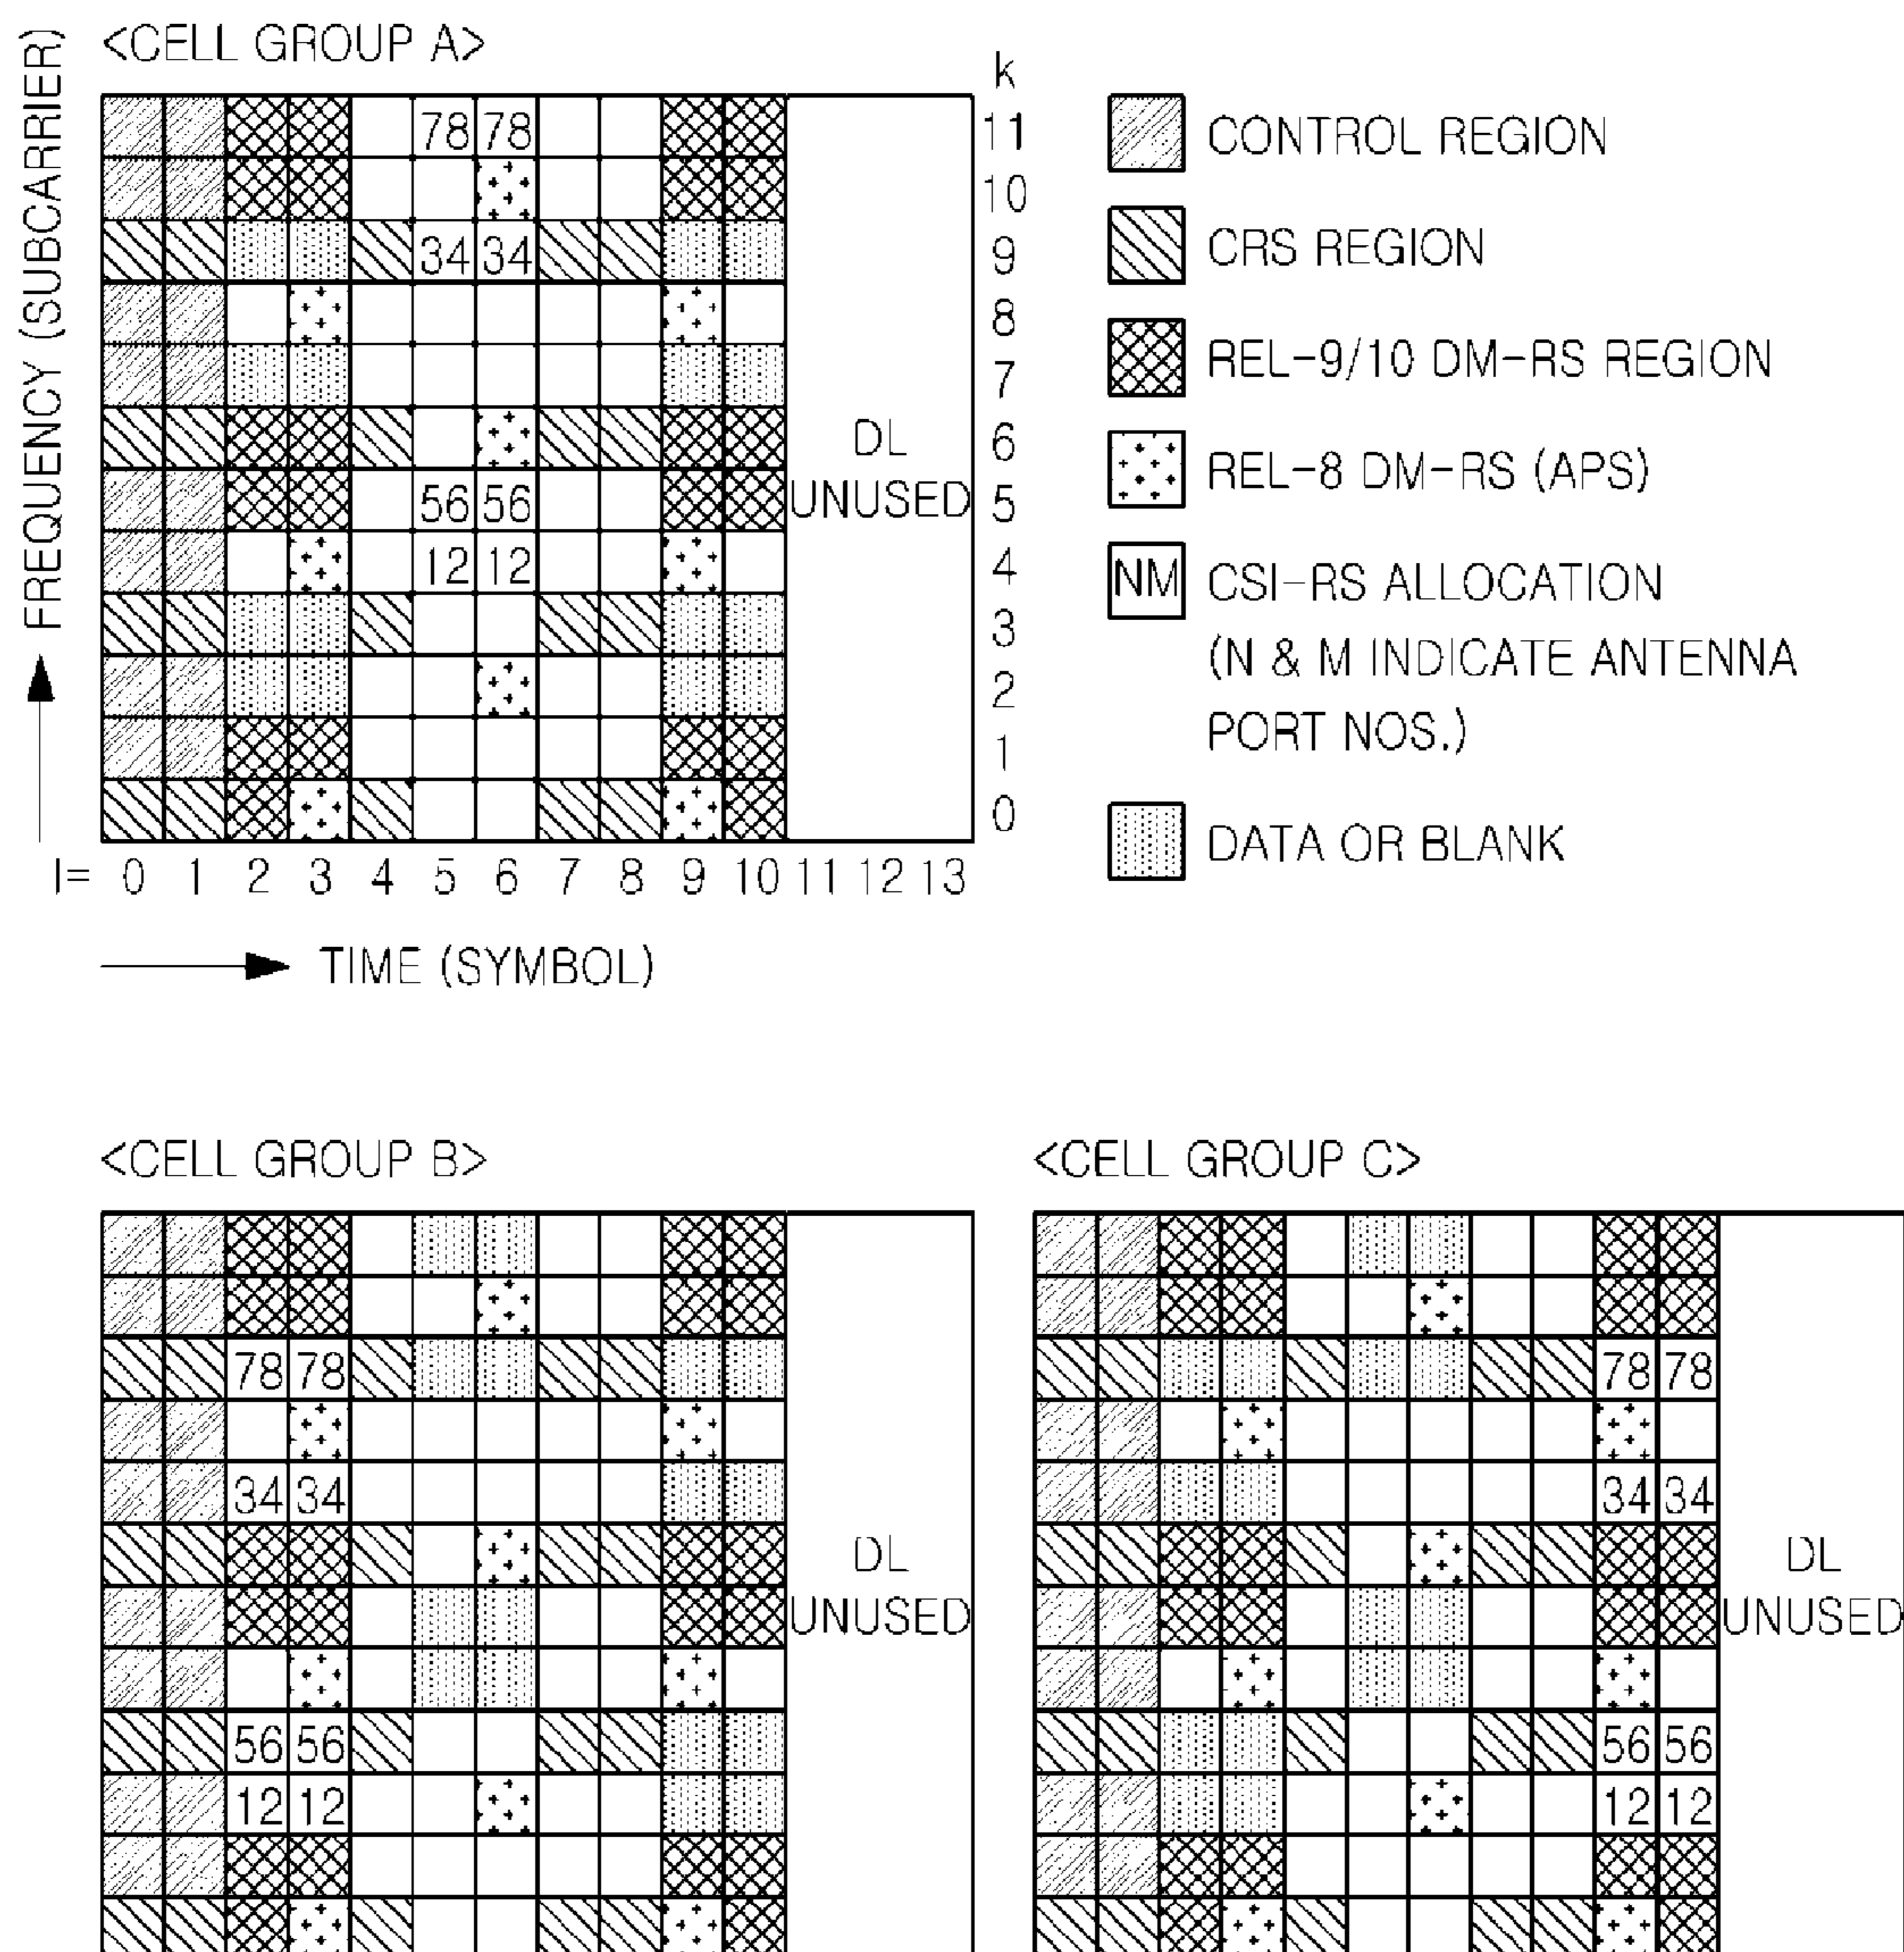 <CELL GROUP A>
FREQUENCY (SUBCARRIER)
k
78 78 11
10
34 34 9
8
7
6
56 56 5
12 12 4
3
2
1
0
DL
UNUSED
l= 0 1 2 3 4 5 6 7 8 9 10 11 12 13
TIME (SYMBOL)
CONTROL REGION
CRS REGION
REL-9/10 DM-RS REGION
REL-8 DM-RS (APS)
NM CSI-RS ALLOCATION
(N & M INDICATE ANTENNA
PORT NOS.)
DATA OR BLANK
<CELL GROUP B>
78 78
34 34
56 56
12 12
DL
UNUSED
<CELL GROUP C>
78 78
34 34
56 56
12 12
DL
UNUSED